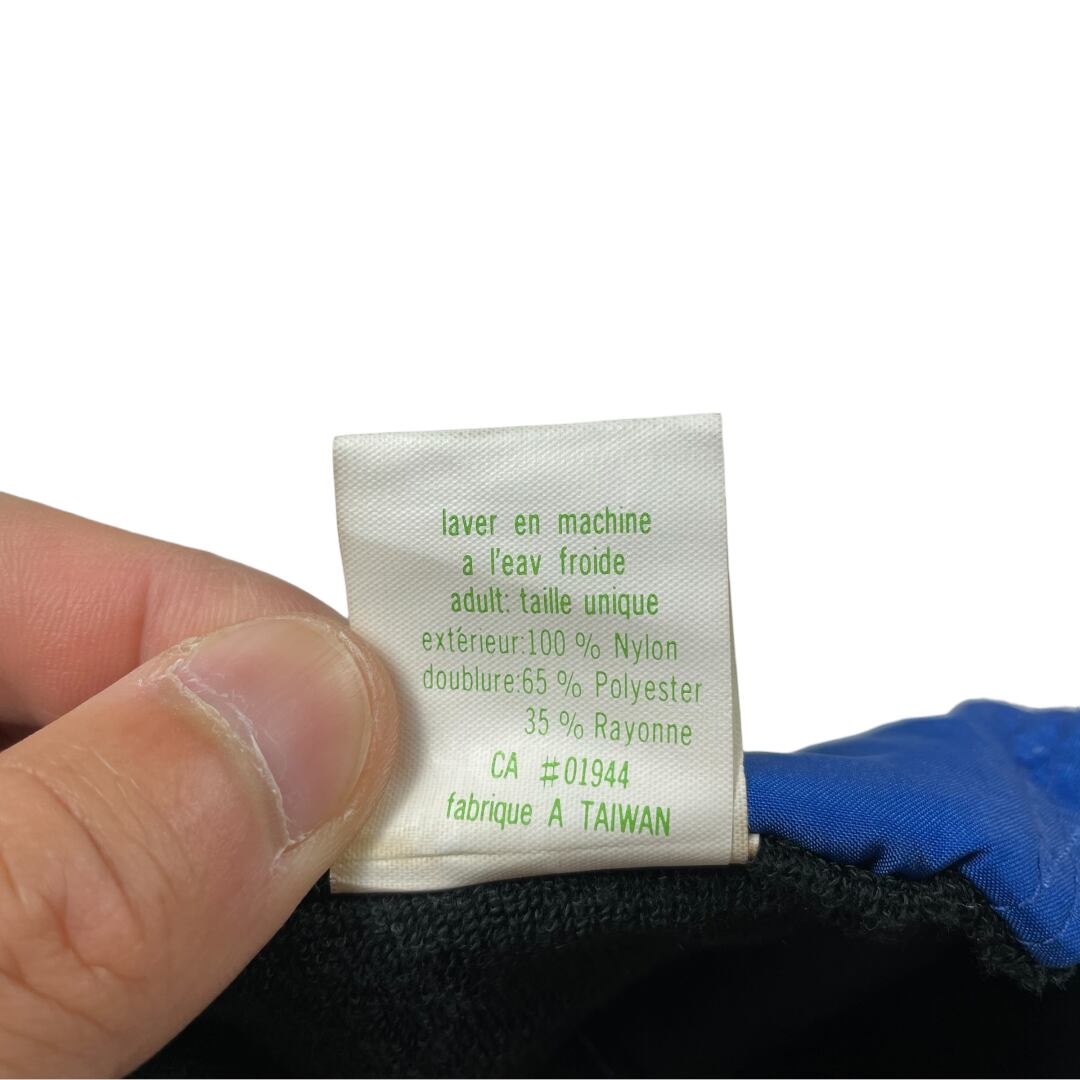 laver en machine
a l'eav froide
adult: taille unique
extérieur:100 % Nylon
doublure:65 % Polyester
35 % Rayonne
CA #01944
fabrique A TAIWAN